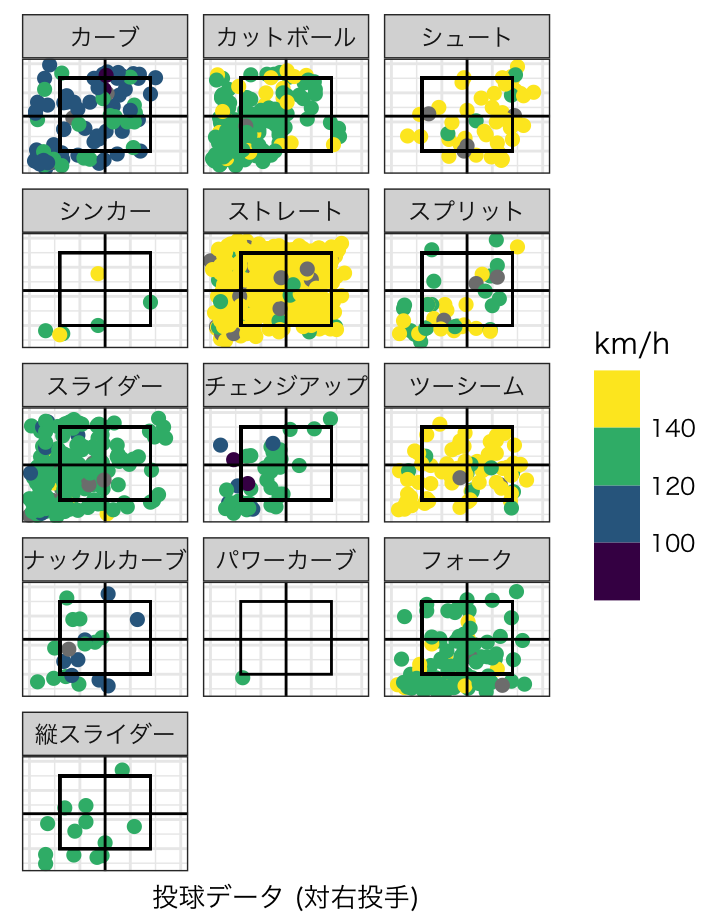 カーブ
カットボール
シュート
シンカー
ストレート
スプリット
スライダー
チェンジアップ
ツーシーム
ナックルカーブ
パワーカーブ
フォーク
縦スライダー
km/h
140
120
100
投球データ (対右投手)